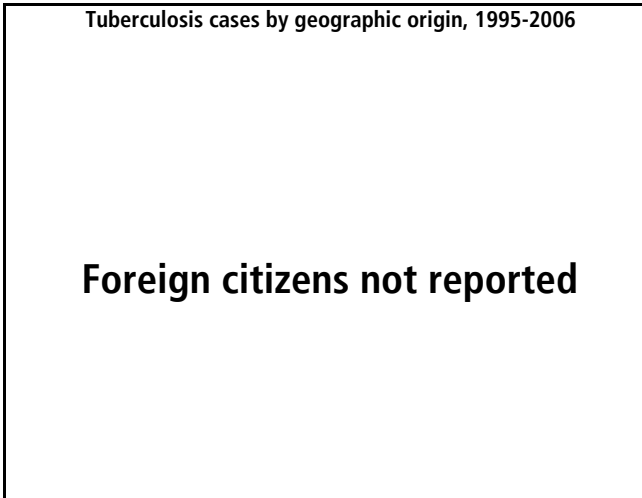 Tuberculosis cases by geographic origin, 1995-2006
Foreign citizens not reported